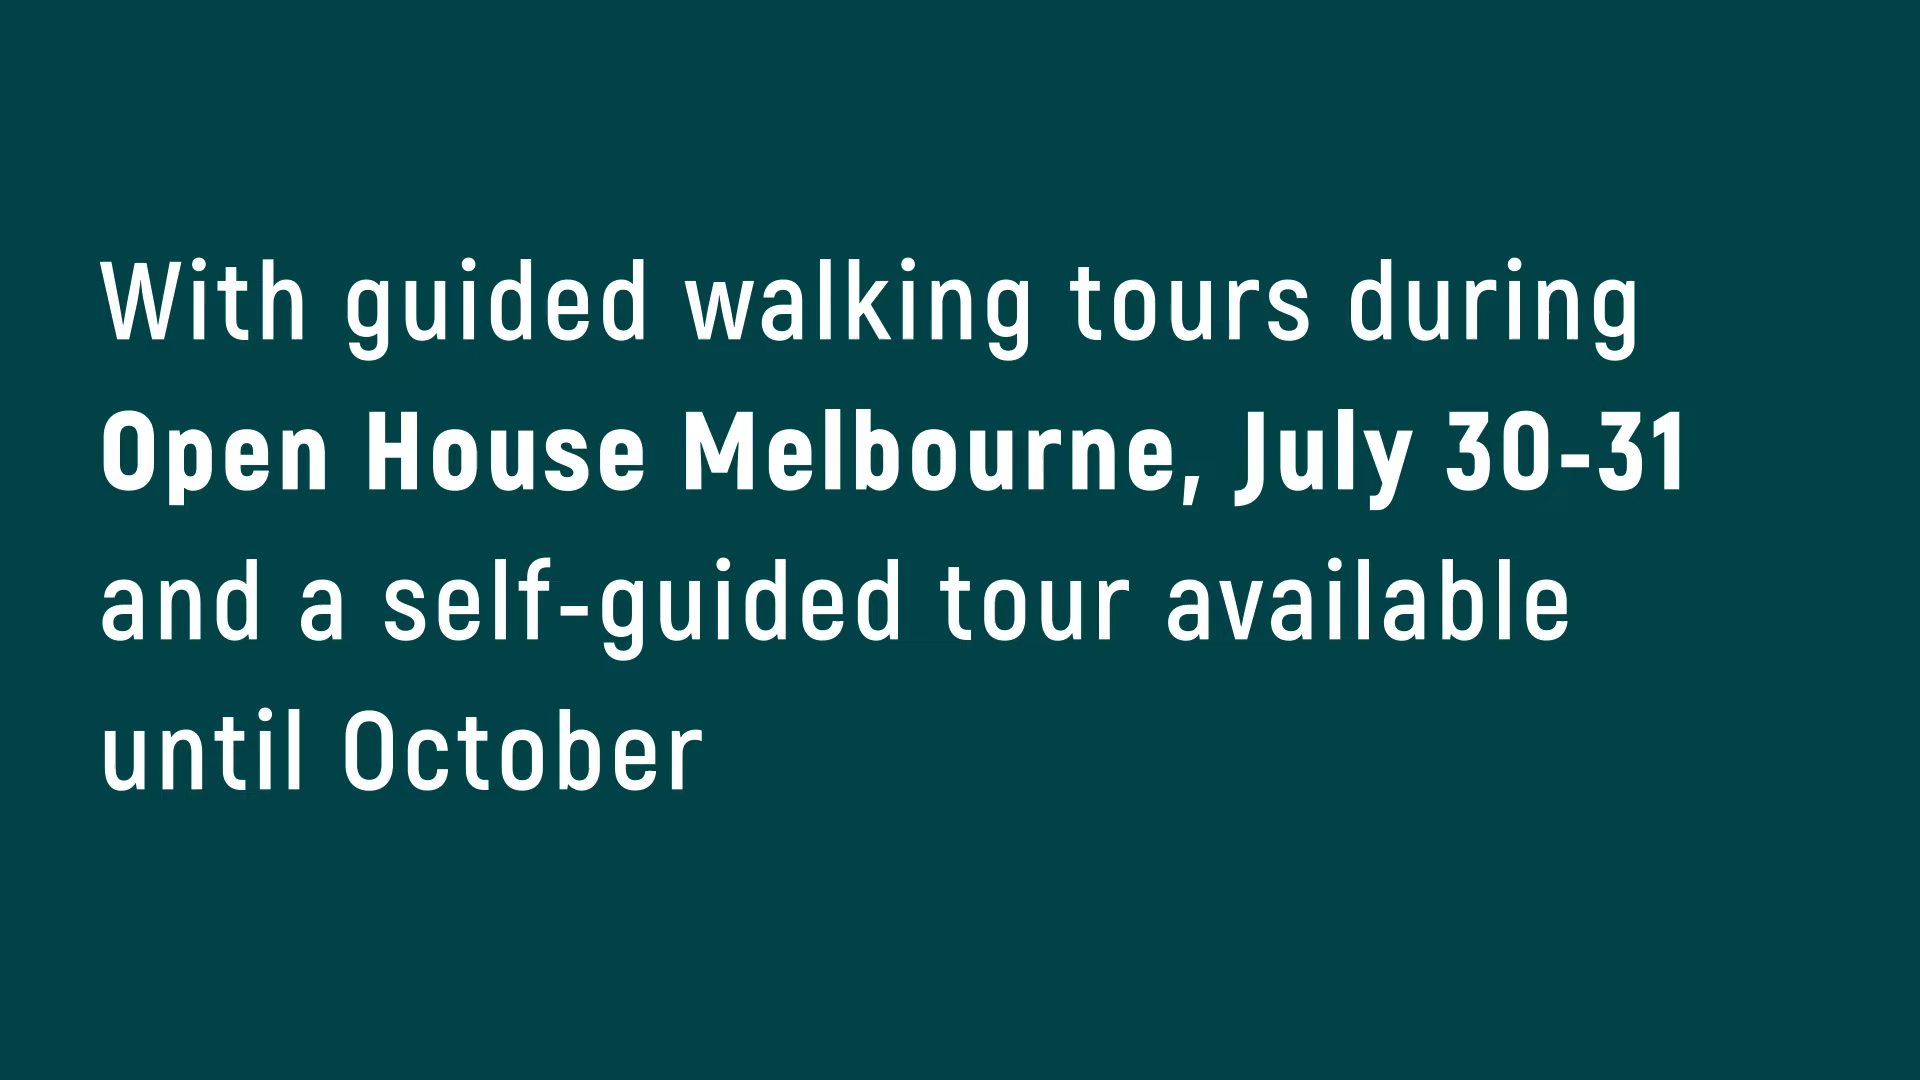 With guided walking tours during
Open House Melbourne, July 30-31
and a self-guided tour available
until October